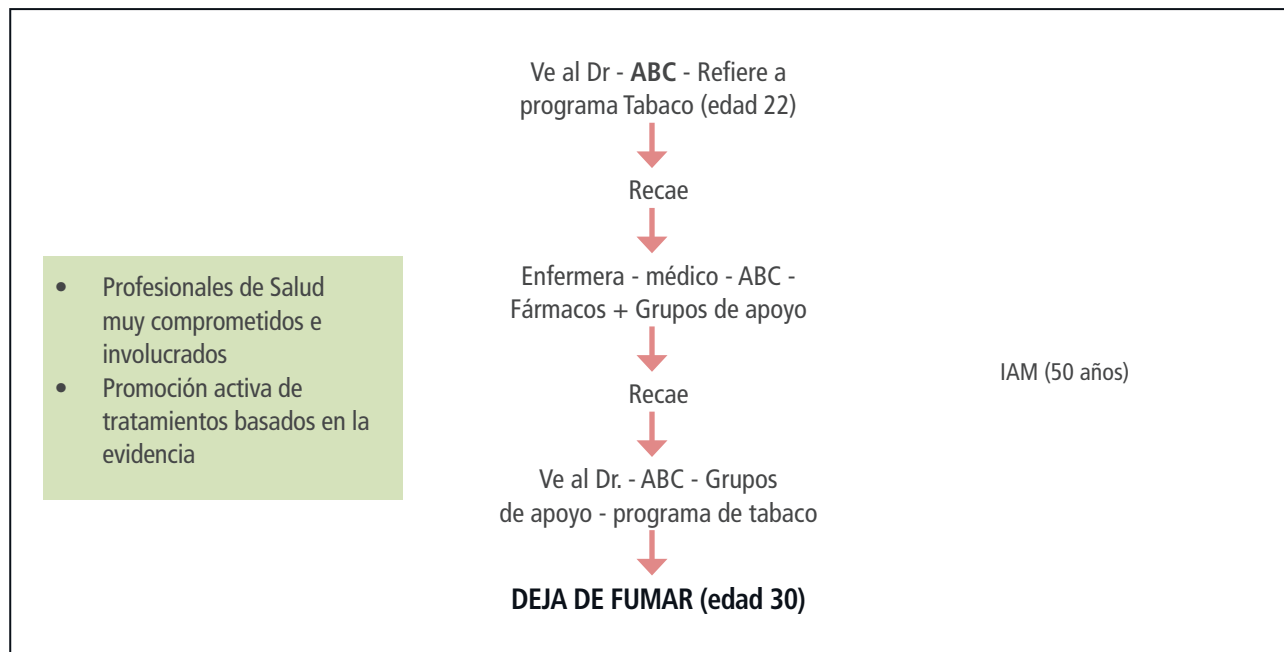 Ve al Dr - ABC - Refiere a
programa Tabaco (edad 22)
Recae
Enfermera - médico - ABC -
Fármacos + Grupos de apoyo
Recae
Ve al Dr. - ABC - Grupos
de apoyo - programa de tabaco
DEJA DE FUMAR (edad 30)
• Profesionales de Salud
muy comprometidos e
involucrados
• Promoción activa de
tratamientos basados en la
evidencia
IAM (50 años)